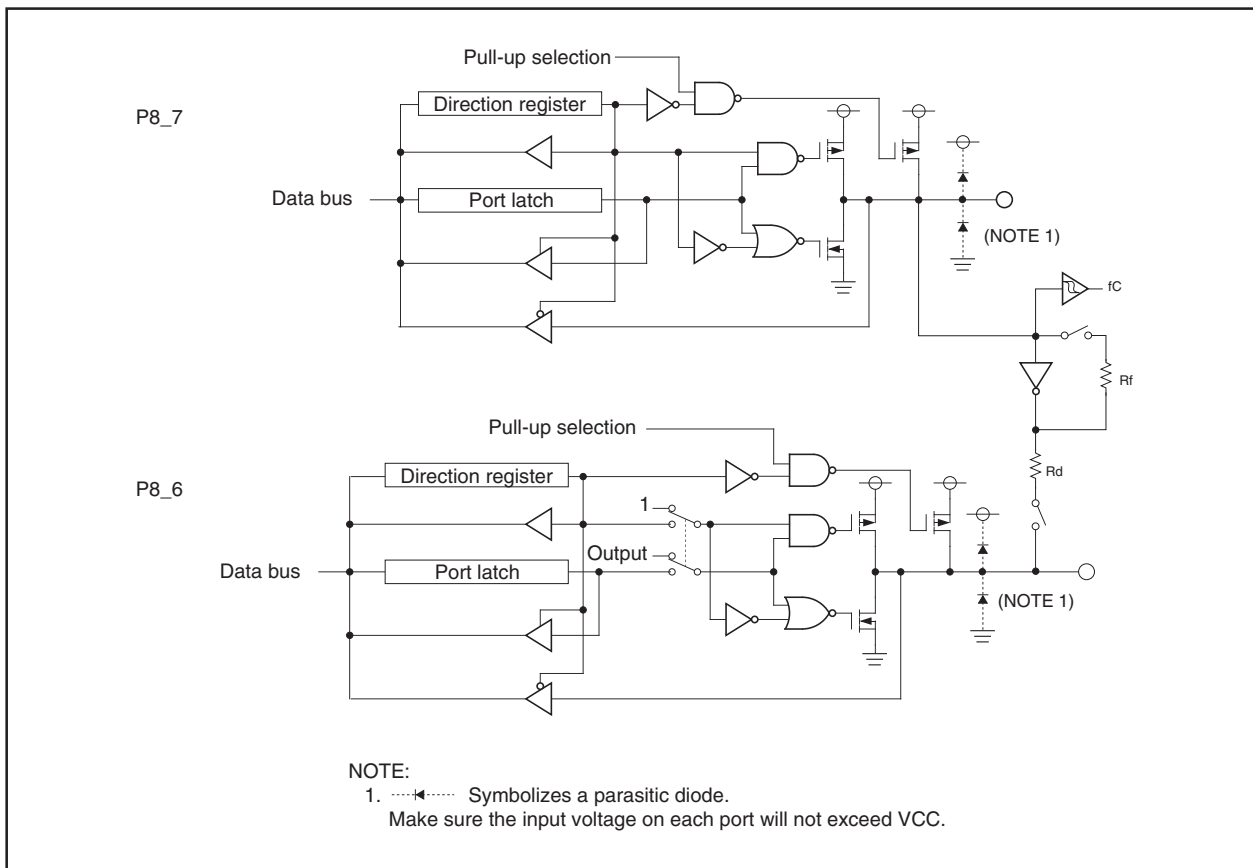 Pull-up selection
P8_7
Direction register
Data bus
Port latch
(NOTE 1)
fC
Rf
Pull-up selection
Rd
P8_6
Direction register
1
Output
Data bus
Port latch
(NOTE 1)
NOTE:
1. Symbolizes a parasitic diode.
Make sure the input voltage on each port will not exceed VCC.